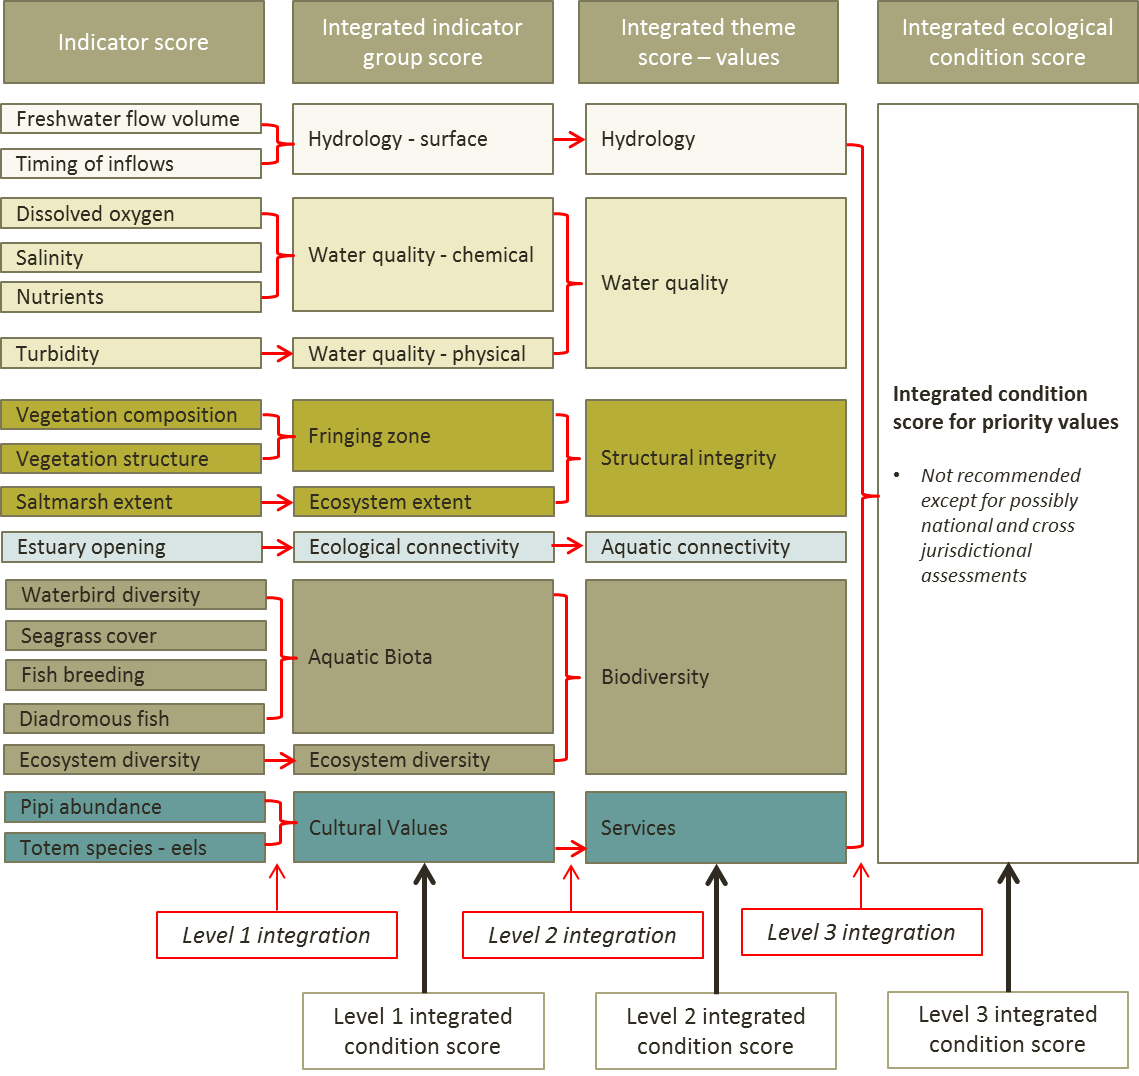 Indicator score
Integrated indicator
group score
Integrated theme
score – values
Integrated ecological
condition score
Freshwater flow volume
Timing of inflows
Hydrology - surface
Hydrology
Dissolved oxygen
Salinity
Nutrients
Water quality - chemical
Water quality
Turbidity
Water quality - physical
Vegetation composition
Vegetation structure
Fringing zone
Structural integrity
Saltmarsh extent
Ecosystem extent
Estuary opening
Ecological connectivity
Aquatic connectivity
Waterbird diversity
Seagrass cover
Fish breeding
Diadromous fish
Aquatic Biota
Biodiversity
Ecosystem diversity
Ecosystem diversity
Pipi abundance
Totem species - eels
Cultural Values
Services
Integrated condition
score for priority values
• Not recommended
except for possibly
national and cross
jurisdictional
assessments
Level 1 integration
Level 2 integration
Level 3 integration
Level 1 integrated
condition score
Level 2 integrated
condition score
Level 3 integrated
condition score